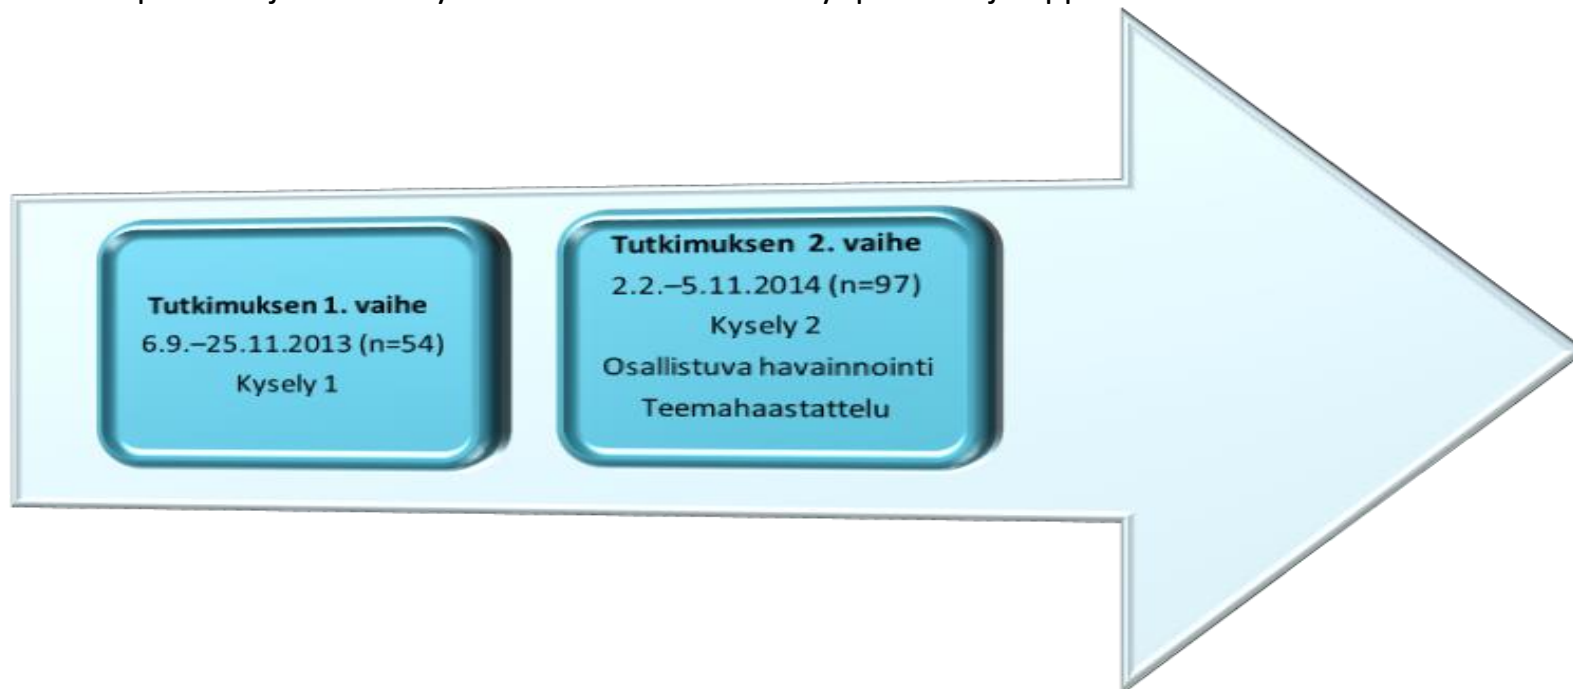 Tutkimuksen 1. vaihe
6.9.–25.11.2013 (n=54)
Kysely 1
Tutkimuksen 2. vaihe
2.2.–5.11.2014 (n=97)
Kysely 2
Osallistuva havainnointi
Teemahaastattelu